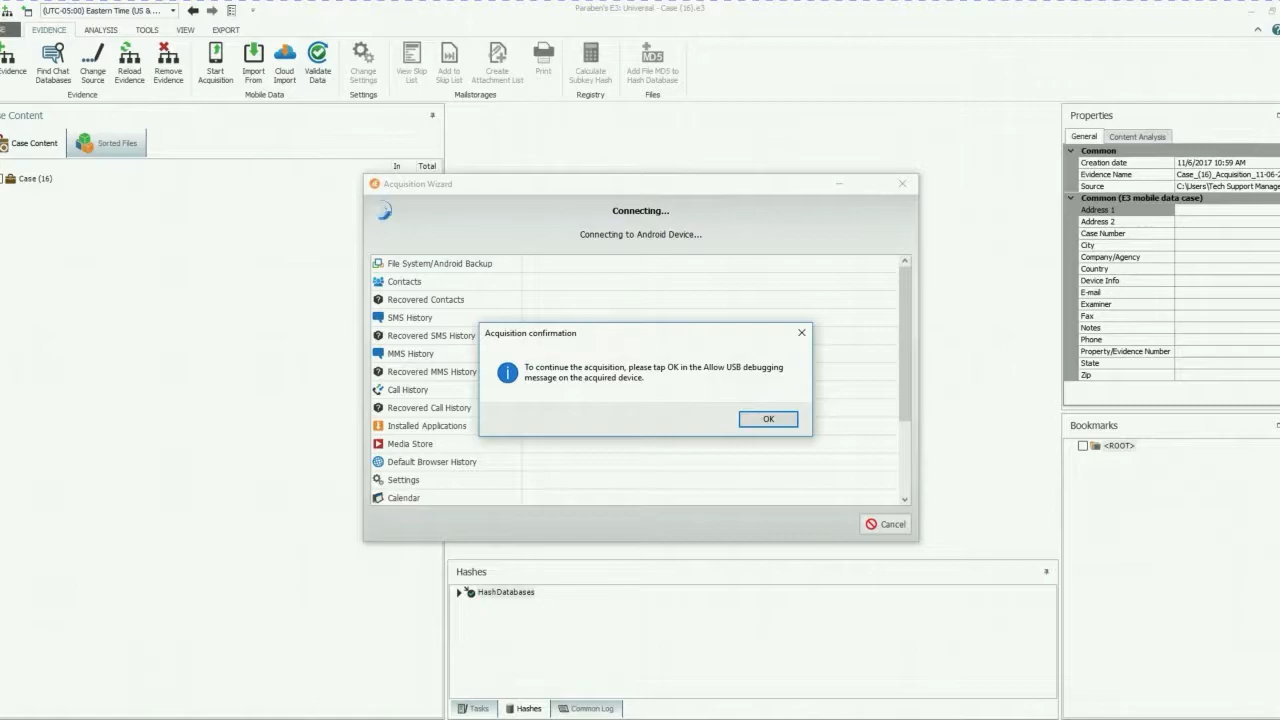 (UTC-05:00) Eastern Time (US & ...
Paraben's E3: Universal - Case (16).e3
EVIDENCE
ANALYSIS
TOOLS
VIEW
EXPORT
Find Chat
Databases
Change
Source
Reload
Evidence
Remove
Evidence
Start
Acquisition
Import
From
Cloud
Import
Validate
Data
Change
Settings
View Skip
List
Add to
Skip List
Create
Attachment List
Print
Calculate
Subkey Hash
MD5
Add File MD5 to
Hash Database
Evidence
Mobile Data
Settings
Mailstorages
Registry
Files
Content
Case Content
Sorted Files
In
Total
Case (16)
Acquisition Wizard
Connecting...
Connecting to Android Device...
File System/Android Backup
Contacts
Recovered Contacts
SMS History
Recovered SMS History
MMS History
Recovered MMS History
Call History
Recovered Call History
Installed Applications
Media Store
Default Browser History
Settings
Calendar
Cancel
Acquisition confirmation
To continue the acquisition, please tap OK in the Allow USB debugging
message on the acquired device.
OK
Hashes
HashDatabases
Tasks
Hashes
Common Log
Properties
General
Content Analysis
Common
Creation date 11/6/2017 10:59 AM
Evidence Name Case_(16)_Acquisition_11-06-2
Source C:\Users\Tech Support Manage
Common (E3 mobile data case)
Address 1
Address 2
Case Number
City
Company/Agency
Country
Device Info
E-mail
Examiner
Fax
Notes
Phone
Property/Evidence Number
State
Zip
Bookmarks
<ROOT>